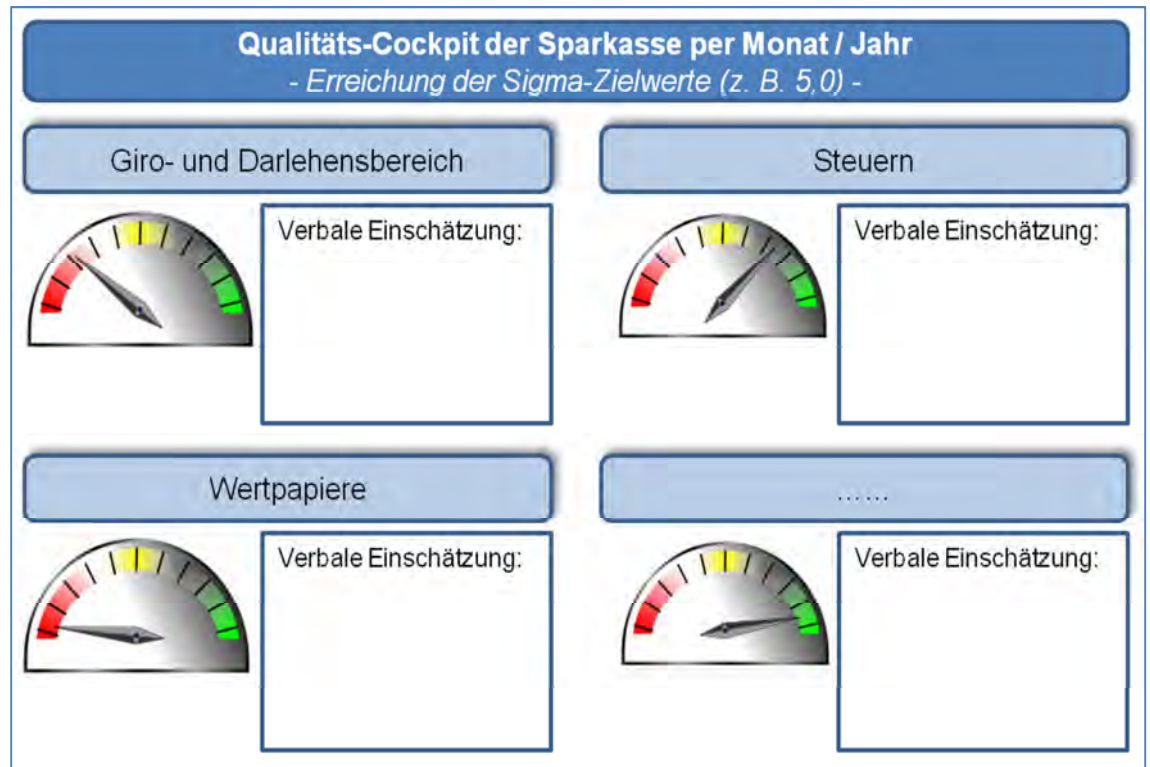 Qualitäts-Cockpit der Sparkasse per Monat / Jahr
- Erreichung der Sigma-Zielwerte (z. B. 5,0) -
Giro- und Darlehensbereich
Steuern
Verbale Einschätzung:
Verbale Einschätzung:
Wertpapiere
......
Verbale Einschätzung:
Verbale Einschätzung: